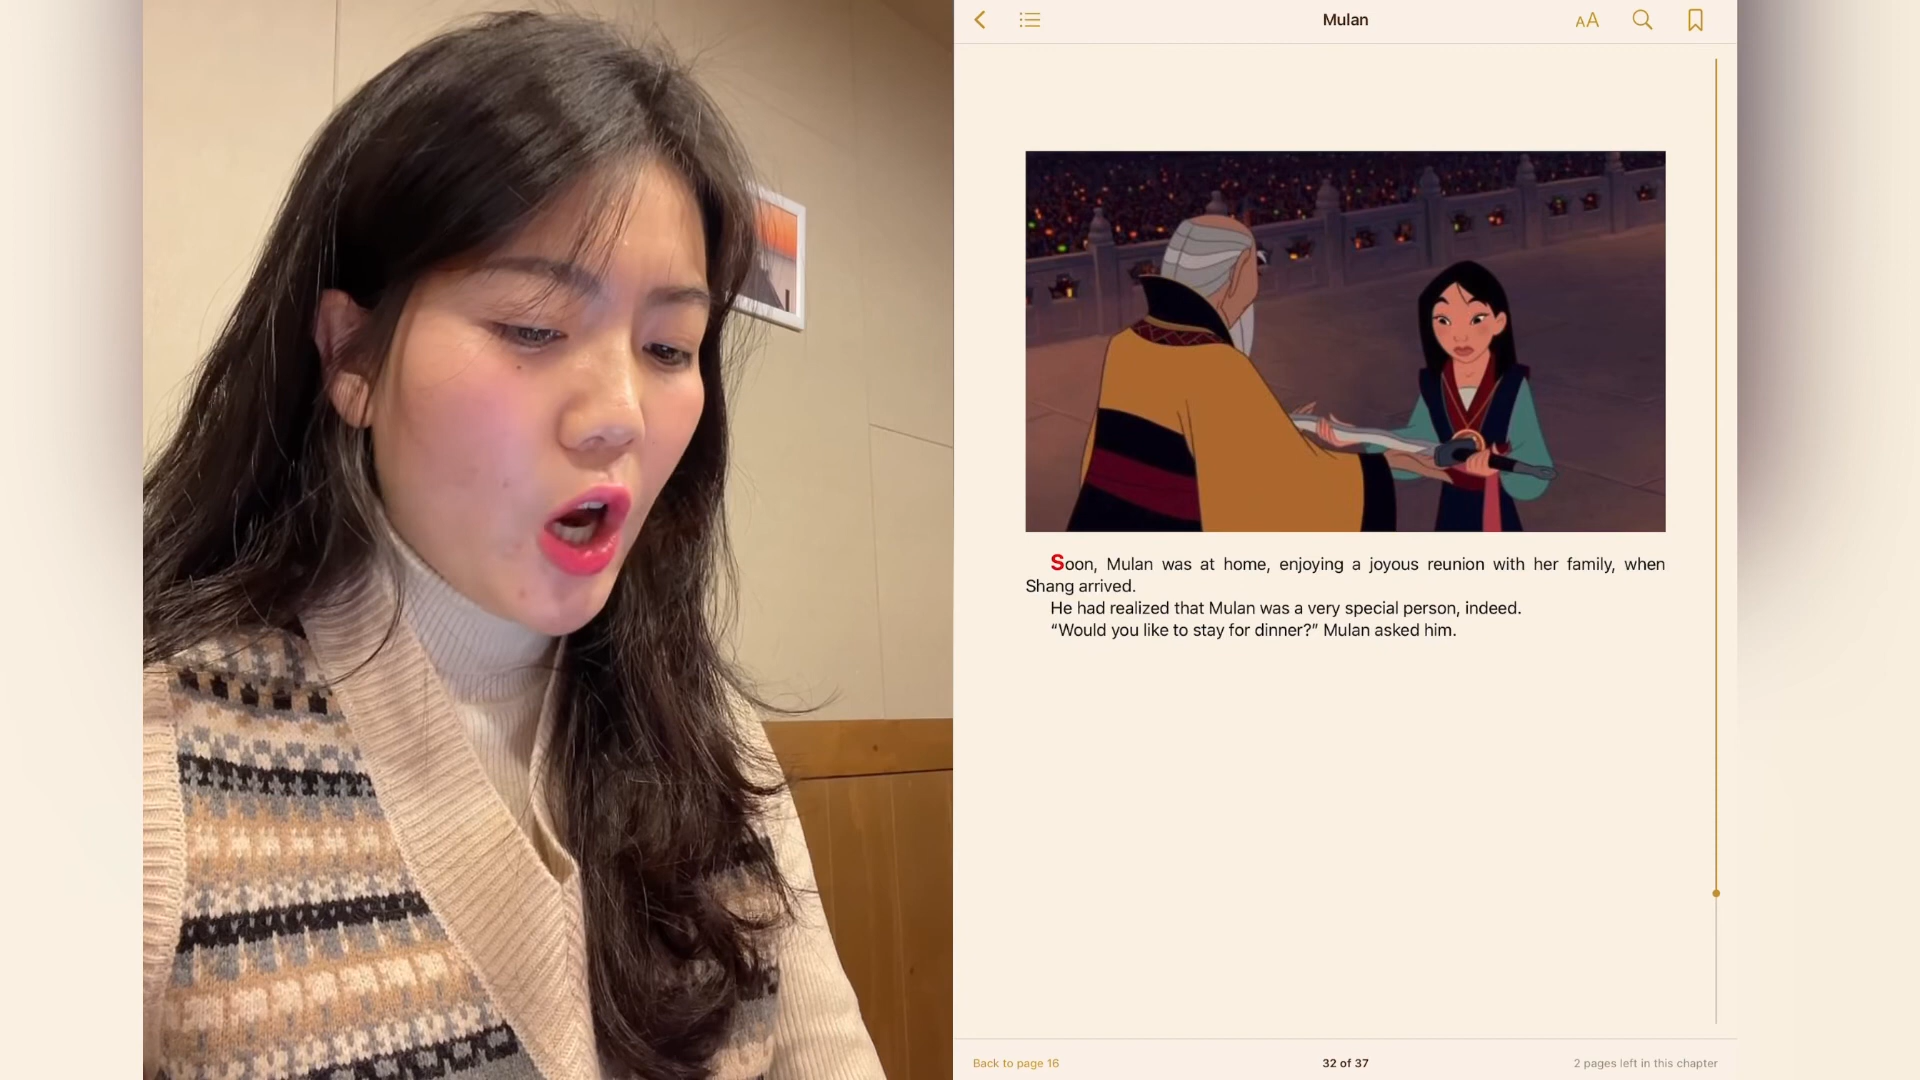 Mulan
AA
Soon, Mulan was at home, enjoying a joyous reunion with her family, when
Shang arrived.
He had realized that Mulan was a very special person, indeed.
“Would you like to stay for dinner?” Mulan asked him.
Back to page 16
32 of 37
2 pages left in this chapter